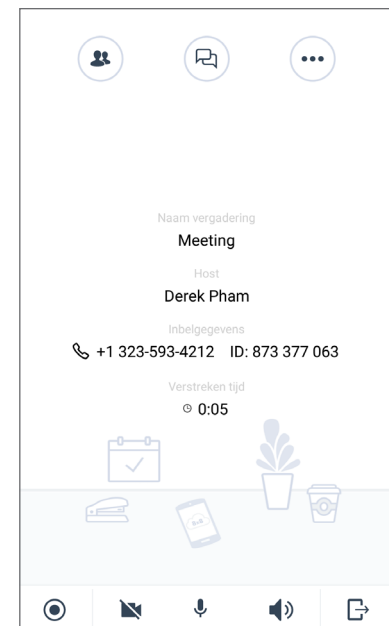 Naam vergadering
Meeting
Host
Derek Pham
Inbelgegevens
+1 323-593-4212 ID: 873 377 063
Verstreken tijd
0:05